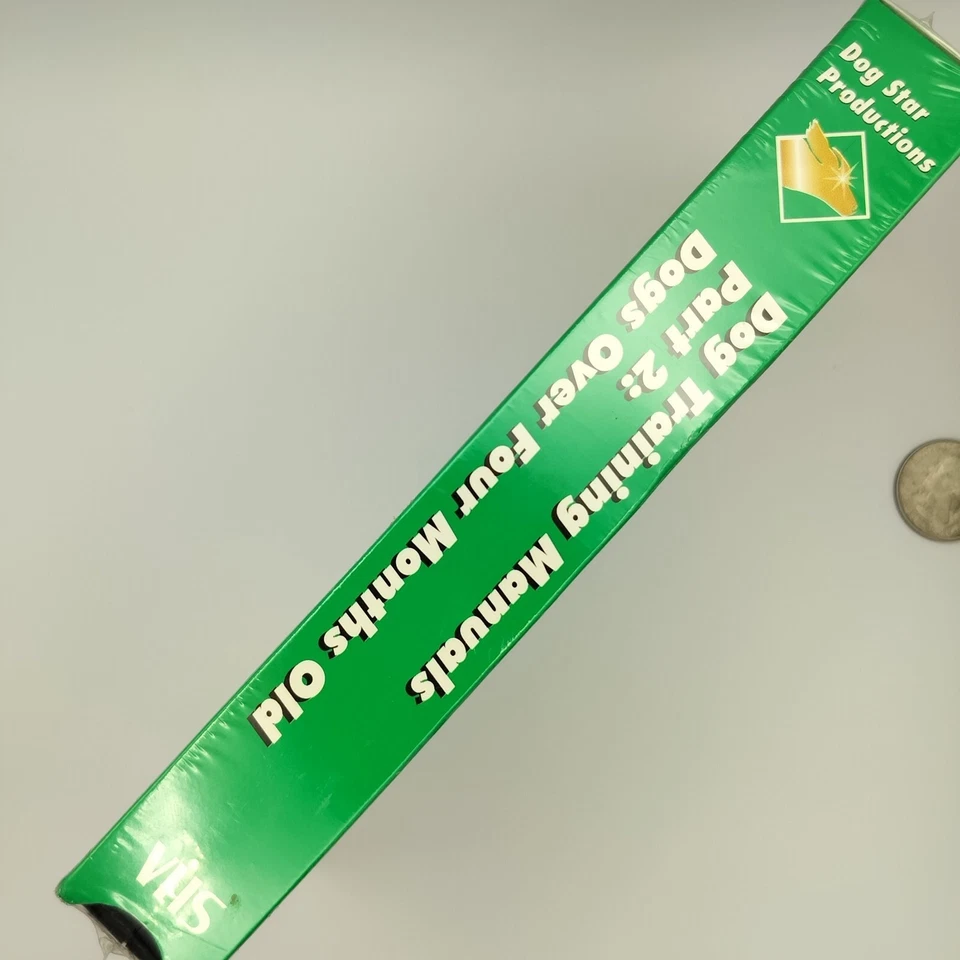 Dog Star
Productions
Dog Training Manuals
Part 2:
Dogs Over Four Months Old
VHS